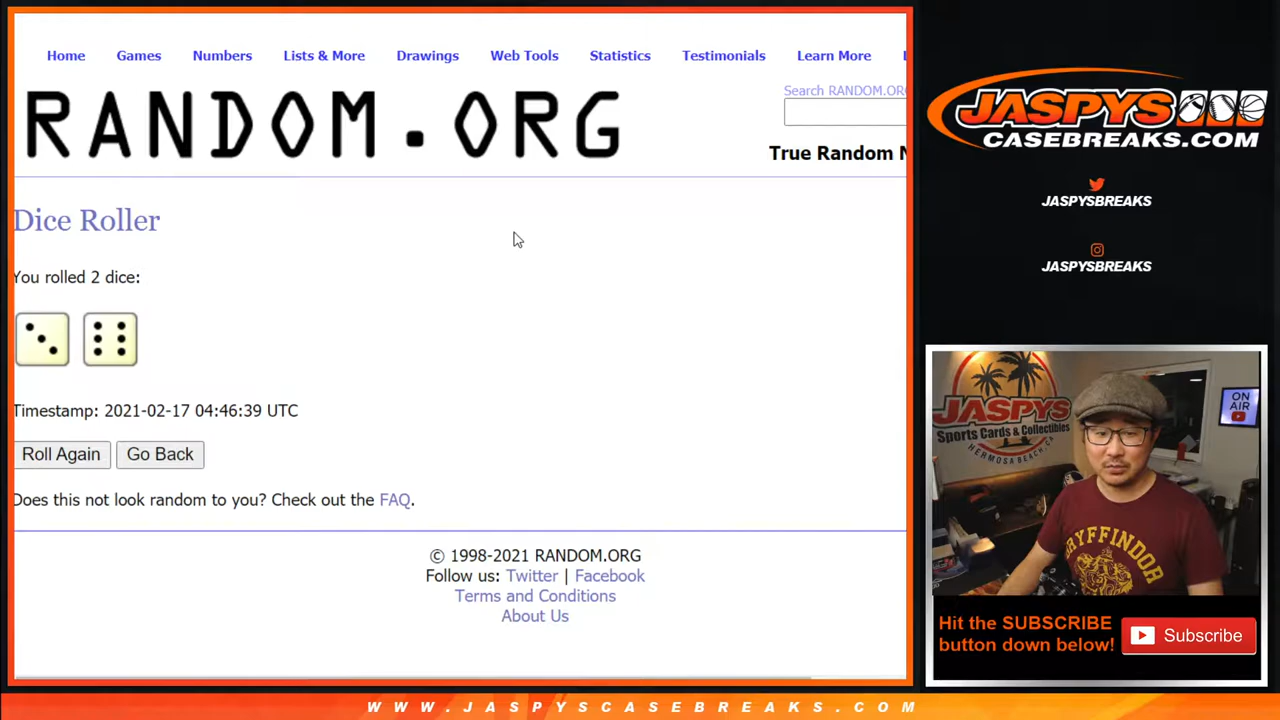 Home Games Numbers Lists & More Drawings Web Tools Statistics Testimonials Learn More
RANDOM.ORG
Search RANDOM.ORG
True Random
Dice Roller
You rolled 2 dice:
Timestamp: 2021-02-17 04:46:39 UTC
Roll Again Go Back
Does this not look random to you? Check out the FAQ.
© 1998-2021 RANDOM.ORG
Follow us: Twitter | Facebook
Terms and Conditions
About Us
JASPYS
CASEBREAKS.COM
JASPYSBREAKS
JASPYSBREAKS
JASPYS
Sports Cards & Collectibles
HERMOSA BEACH, CA
ON
AIR
GRYFFINDOR
Hit the SUBSCRIBE
button down below!
Subscribe
WWW.JASPYSCASEBREAKS.COM